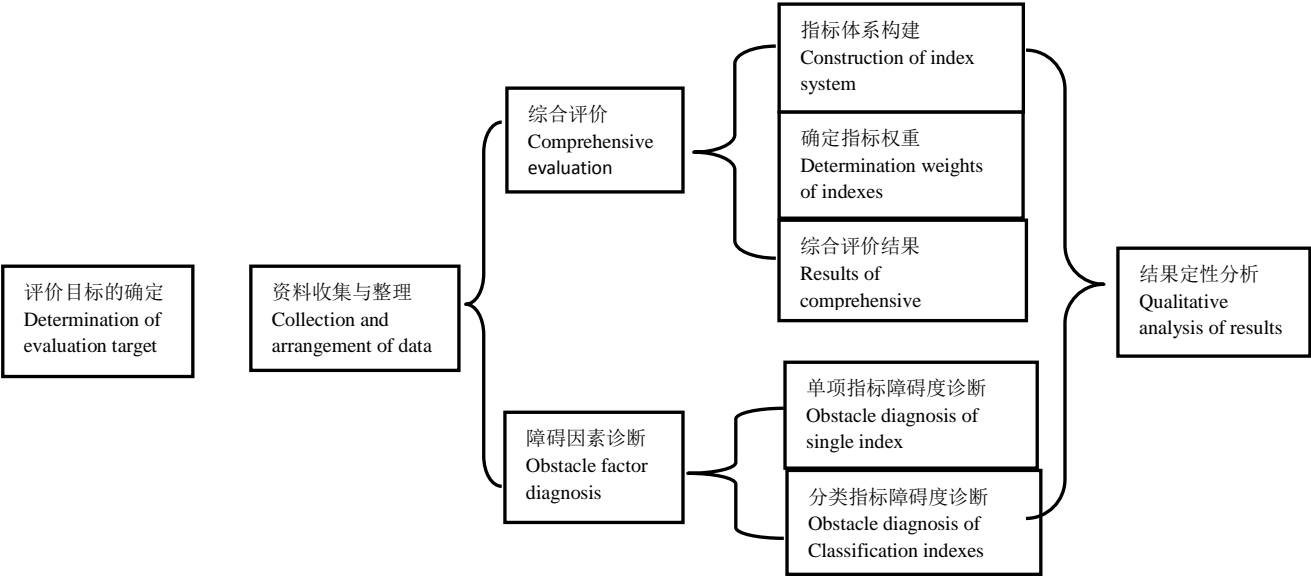 评价目标的确定
Determination of
evaluation target
资料收集与整理
Collection and
arrangement of data
综合评价
Comprehensive
evaluation
障碍因素诊断
Obstacle factor
diagnosis
指标体系构建
Construction of index
system
确定指标权重
Determination weights
of indexes
综合评价结果
Results of
comprehensive
单项指标障碍度诊断
Obstacle diagnosis of
single index
分类指标障碍度诊断
Obstacle diagnosis of
Classification indexes
结果定性分析
Qualitative
analysis of results